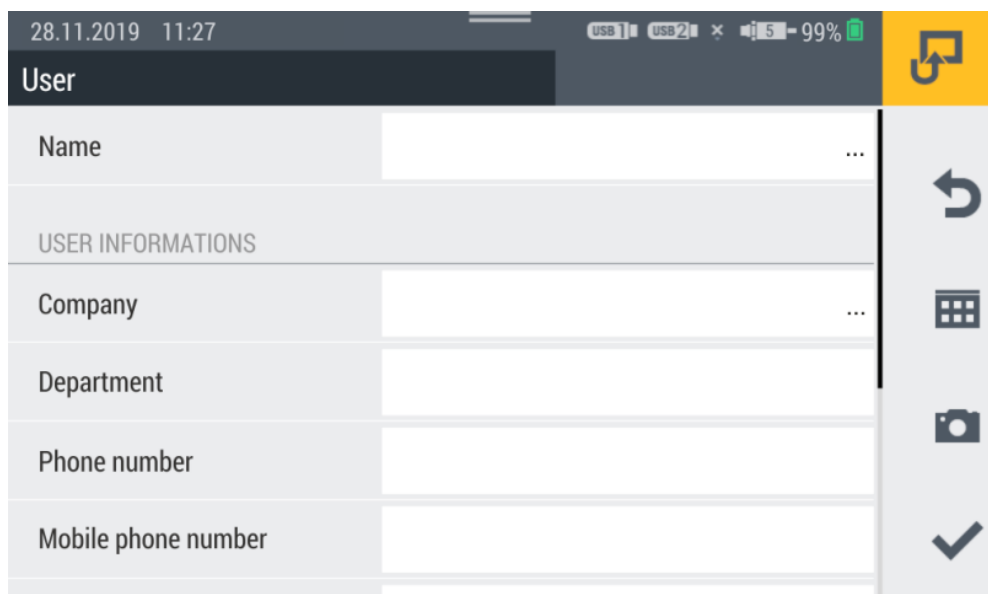 28.11.2019 11:27 USB 1 USB 2 5 99%
User
Name ...
USER INFORMATIONS
Company ...
Department
Phone number
Mobile phone number